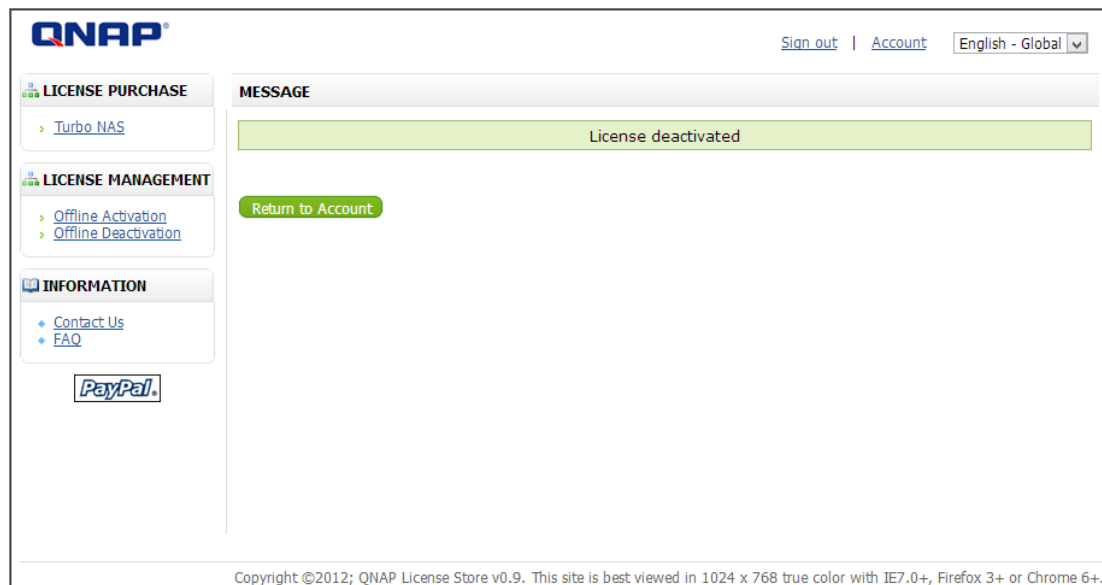 QNAP
Sign out | Account English - Global
LICENSE PURCHASE
Turbo NAS
LICENSE MANAGEMENT
Offline Activation
Offline Deactivation
INFORMATION
Contact Us
FAQ
PayPal.
MESSAGE
License deactivated
Return to Account
Copyright ©2012; QNAP License Store v0.9. This site is best viewed in 1024 x 768 true color with IE7.0+, Firefox 3+ or Chrome 6+.